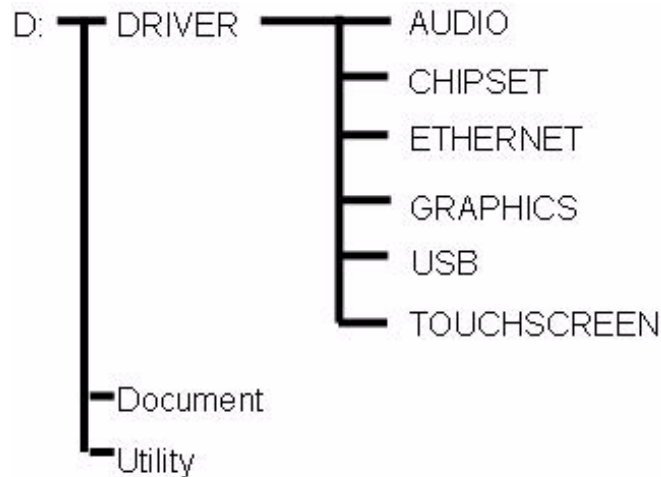 D: DRIVER AUDIO
CHIPSET
ETHERNET
GRAPHICS
USB
TOUCHSCREEN
Document
Utility